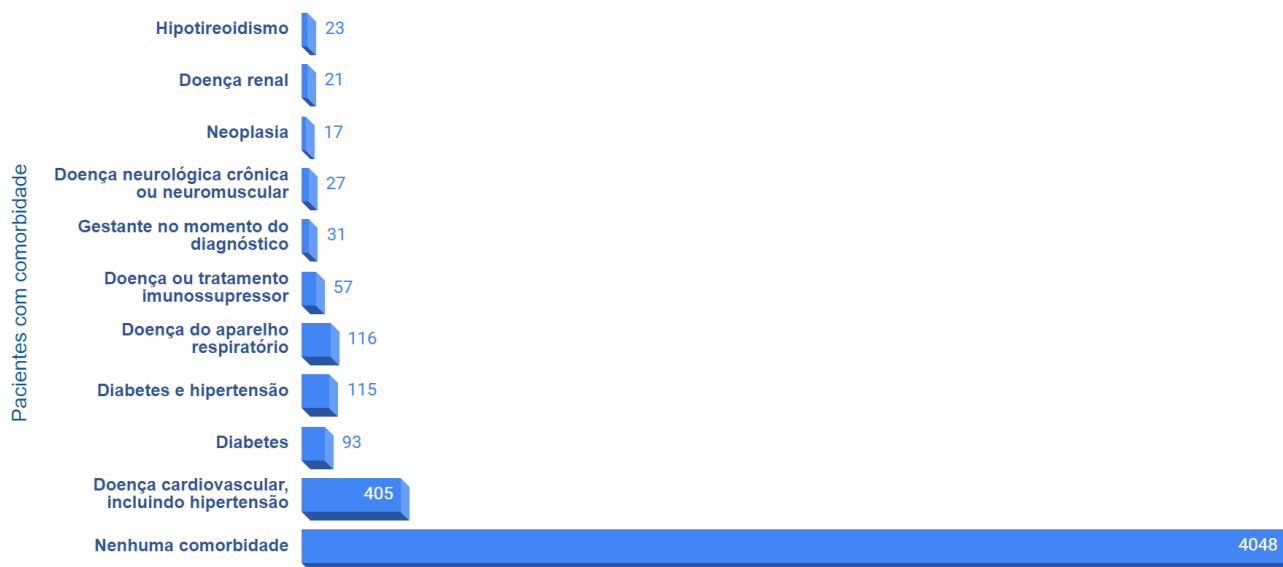 Pacientes com comorbidade
Hipotireoidismo
23
Doença renal
21
Neoplasia
17
Doença neurológica crônica
ou neuromuscular
27
Gestante no momento do
diagnóstico
31
Doença ou tratamento
imunossupressor
57
Doença do aparelho
respiratório
116
Diabetes e hipertensão
115
Diabetes
93
Doença cardiovascular,
incluindo hipertensão
405
Nenhuma comorbidade
4048